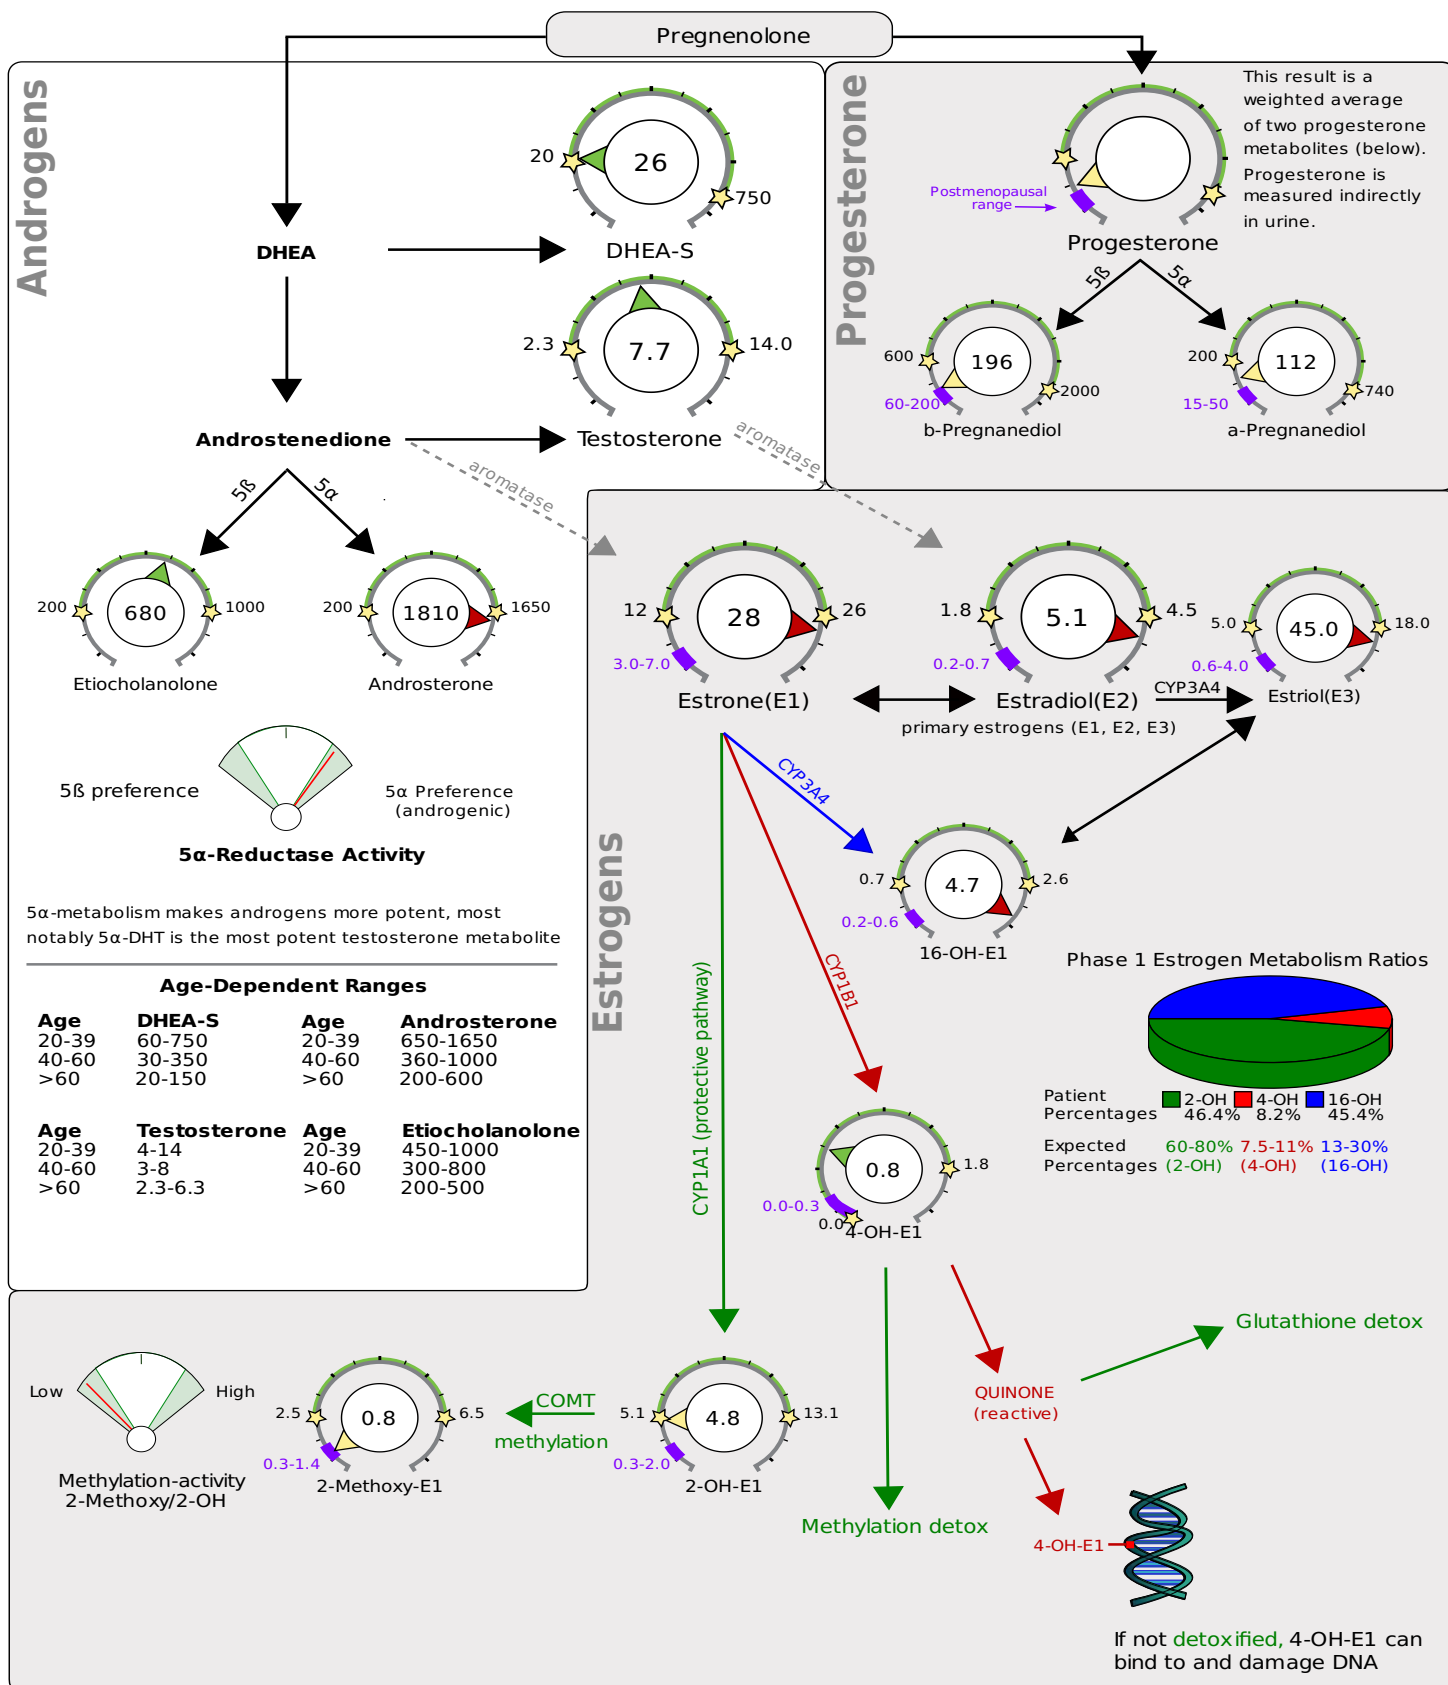 Pregnenolone
Androgens
20
26
750
DHEA
DHEA-S
2.3
7.7
14.0
Androstenedione
Testosterone
aromatase
aromatase
5ß
5α
200
680
1000
Etiocholanolone
200
1810
1650
Androsterone
5ß preference
5α Preference
(androgenic)
5α-Reductase Activity
5α-metabolism makes androgens more potent, most
notably 5α-DHT is the most potent testosterone metabolite
Age-Dependent Ranges
Age DHEA-S Age Androsterone
20-39 60-750 20-39 650-1650
40-60 30-350 40-60 360-1000
>60 20-150 >60 200-600
Age Testosterone Age Etiocholanolone
20-39 4-14 20-39 450-1000
40-60 3-8 40-60 300-800
>60 2.3-6.3 >60 200-500
Progesterone
This result is a
weighted average
of two progesterone
metabolites (below).
Progesterone is
measured indirectly
in urine.
Postmenopausal
range
Progesterone
5ß
5α
600
196
2000
60-200
b-Pregnanediol
200
112
740
15-50
a-Pregnanediol
Estrogens
12
28
26
3.0-7.0
Estrone(E1)
1.8
5.1
4.5
0.2-0.7
Estradiol(E2)
CYP3A4
5.0
45.0
18.0
0.6-4.0
Estriol(E3)
primary estrogens (E1, E2, E3)
CYP3A4
0.7
4.7
2.6
0.2-0.6
16-OH-E1
CYP1B1
CYP1A1 (protective pathway)
Phase 1 Estrogen Metabolism Ratios
Patient
Percentages
2-OH 4-OH 16-OH
46.4% 8.2% 45.4%
Expected
Percentages
60-80% 7.5-11% 13-30%
(2-OH) (4-OH) (16-OH)
0.8
1.8
0.0-0.3
0.0
4-OH-E1
Low
High
Methylation-activity
2-Methoxy/2-OH
2.5
0.8
6.5
0.3-1.4
2-Methoxy-E1
COMT
methylation
5.1
4.8
13.1
0.3-2.0
2-OH-E1
Glutathione detox
QUINONE
(reactive)
Methylation detox
4-OH-E1
If not detoxified, 4-OH-E1 can
bind to and damage DNA